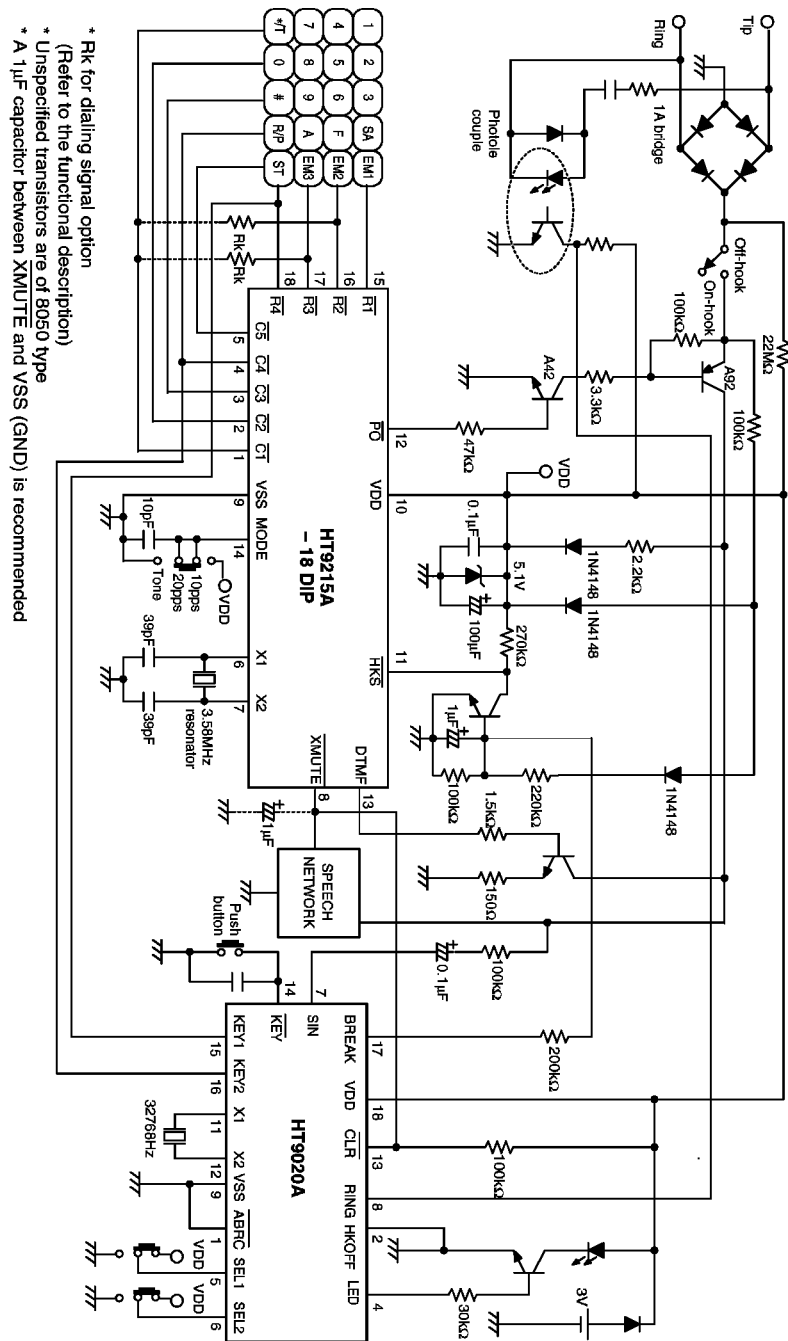 Tip
Ring
1A bridge
Photole
couple
Off-hook
On-hook
22MΩ
100kΩ
A92
100kΩ
3.3kΩ
A42
47kΩ
VDD
0.1µF
5.1V
100µF
1N4148
2.2kΩ
1N4148
270kΩ
1µF
100kΩ
220kΩ
1N4148
1.5kΩ
150Ω
1 2 3 SA EM1
4 5 6 F EM2
7 8 9 A EM3
*/T 0 # R/P ST
Rk
Rk
18 17 16 15
R4 R3 R2 R1
5 C5
4 C4
3 C3
2 C2
1 C1
PO 12
VDD 10
HKS 11
9 VSS
14 MODE
6 X1
7 X2
XMUTE 8
DTMF 13
HT9215A
– 18 DIP
10pF
Tone
20pps
10pps
VDD
39pF
39pF
3.58MHz
resonator
1µF
SPEECH
NETWORK
Push
button
0.1µF
100kΩ
200kΩ
100kΩ
14 KEY
7 SIN
17 BREAK
18 VDD
13 CLR
8 RING
2 HKOFF
4 LED
15 KEY1
16 KEY2
11 X1
12 X2
9 VSS
1 ABRC
5 SEL1
6 SEL2
HT9020A
32768Hz
VDD
VDD
30kΩ
3V
* Rk for dialing signal option
(Refer to the functional description)
* Unspecified transistors are of 8050 type
* A 1µF capacitor between XMUTE and VSS (GND) is recommended